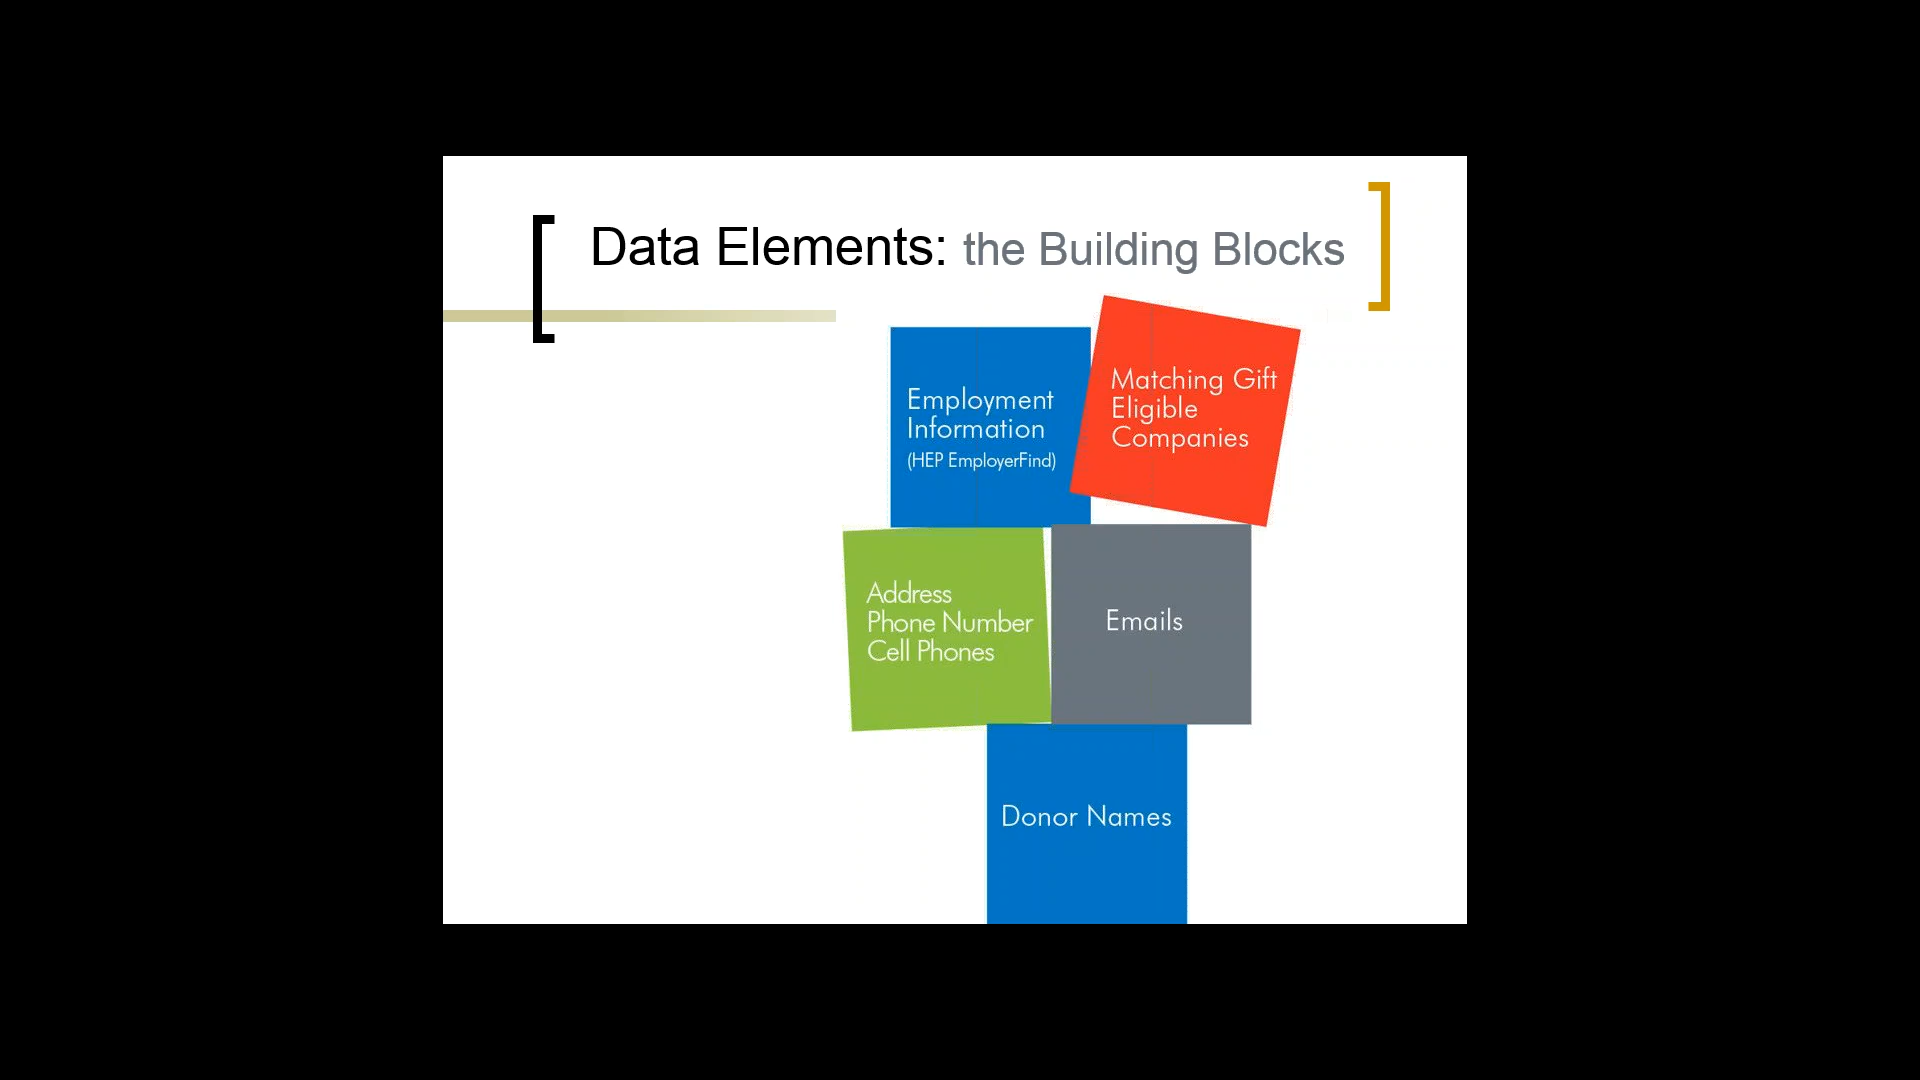 Data Elements: the Building Blocks
Employment
Information
(HEP EmployerFind)
Matching Gift
Eligible
Companies
Address
Phone Number
Cell Phones
Emails
Donor Names